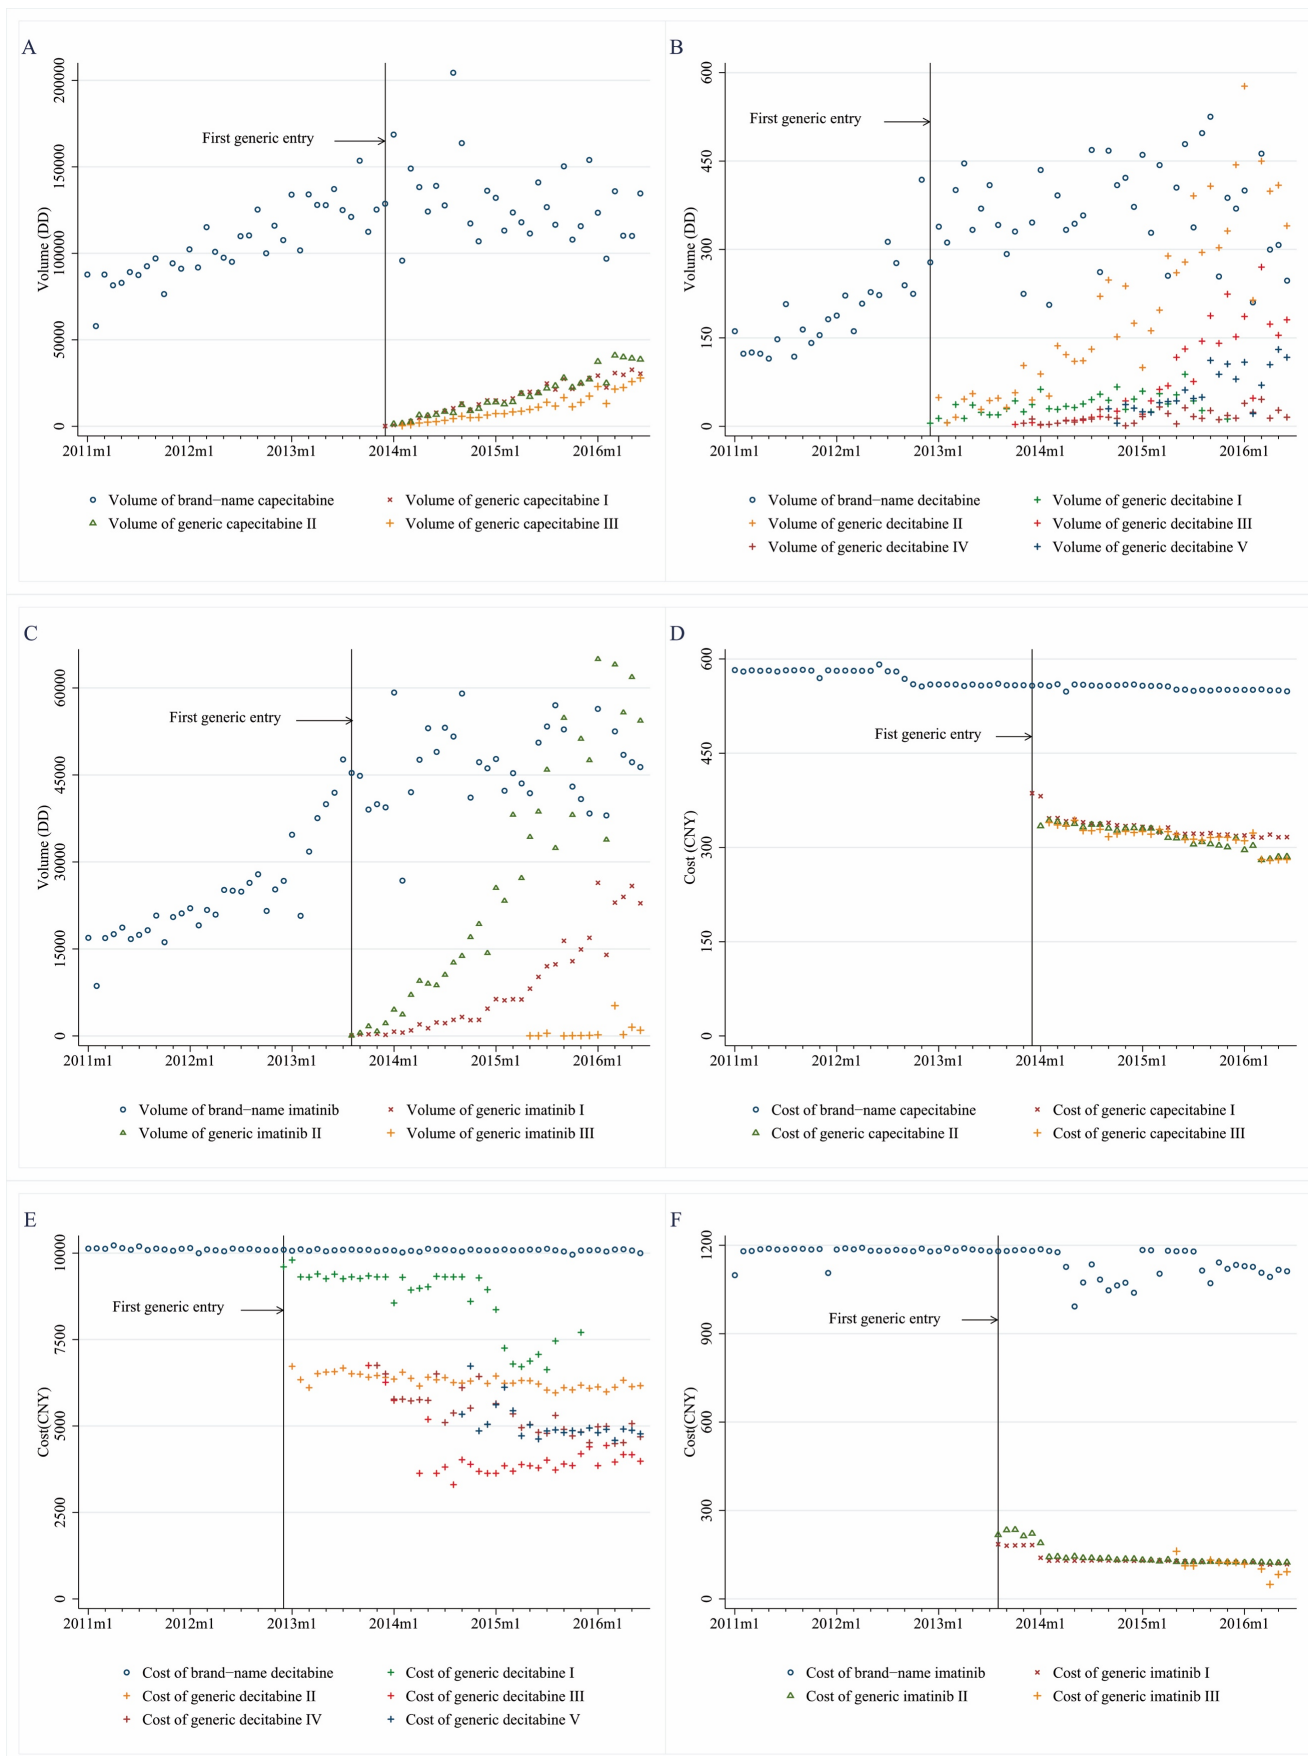 A
Volume (DD)
200000
150000
100000
50000
0
First generic entry
2011m1 2012m1 2013m1 2014m1 2015m1 2016m1
Volume of brand−name capecitabine
Volume of generic capecitabine I
Volume of generic capecitabine II
Volume of generic capecitabine III
B
Volume (DD)
600
450
300
150
0
First generic entry
2011m1 2012m1 2013m1 2014m1 2015m1 2016m1
Volume of brand−name decitabine
Volume of generic decitabine I
Volume of generic decitabine II
Volume of generic decitabine III
Volume of generic decitabine IV
Volume of generic decitabine V
C
Volume (DD)
60000
45000
30000
15000
0
First generic entry
2011m1 2012m1 2013m1 2014m1 2015m1 2016m1
Volume of brand−name imatinib
Volume of generic imatinib I
Volume of generic imatinib II
Volume of generic imatinib III
D
Cost (CNY)
600
450
300
150
0
Fist generic entry
2011m1 2012m1 2013m1 2014m1 2015m1 2016m1
Cost of brand−name capecitabine
Cost of generic capecitabine I
Cost of generic capecitabine II
Cost of generic capecitabine III
E
Cost(CNY)
10000
7500
5000
2500
0
First generic entry
2011m1 2012m1 2013m1 2014m1 2015m1 2016m1
Cost of brand−name decitabine
Cost of generic decitabine I
Cost of generic decitabine II
Cost of generic decitabine III
Cost of generic decitabine IV
Cost of generic decitabine V
F
Cost(CNY)
1200
900
600
300
0
First generic entry
2011m1 2012m1 2013m1 2014m1 2015m1 2016m1
Cost of brand−name imatinib
Cost of generic imatinib I
Cost of generic imatinib II
Cost of generic imatinib III